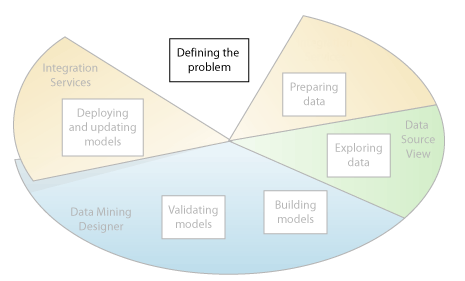 Defining the
problem
Integration
Services
Preparing
data
Deploying
and updating
models
Data
Source
View
Exploring
data
Building
models
Validating
models
Data Mining
Designer